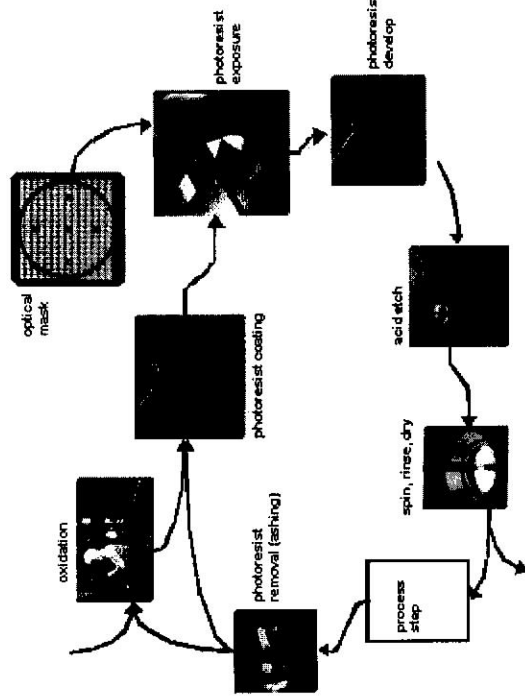 optical
mask
oxidation
photoresist coating
photoresist
exposure
photoresist
removal (ashing)
process
step
spin, rinse, dry
acid etch
photoresist
develop